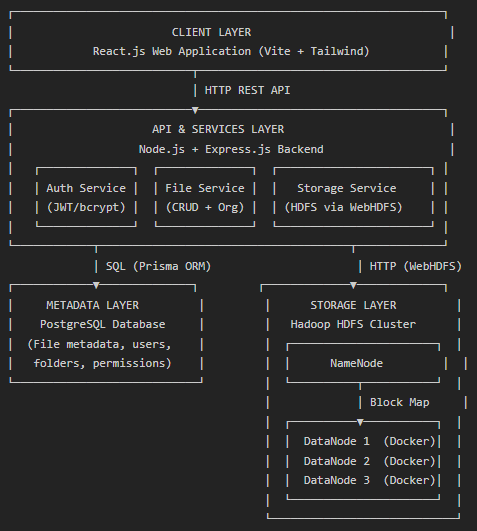 CLIENT LAYER
React.js Web Application (Vite + Tailwind)
HTTP REST API
API & SERVICES LAYER
Node.js + Express.js Backend
Auth Service
(JWT/bcrypt)
File Service
(CRUD + Org)
Storage Service
(HDFS via WebHDFS)
SQL (Prisma ORM)
HTTP (WebHDFS)
METADATA LAYER
PostgreSQL Database
(File metadata, users,
folders, permissions)
STORAGE LAYER
Hadoop HDFS Cluster
NameNode
Block Map
DataNode 1 (Docker)
DataNode 2 (Docker)
DataNode 3 (Docker)